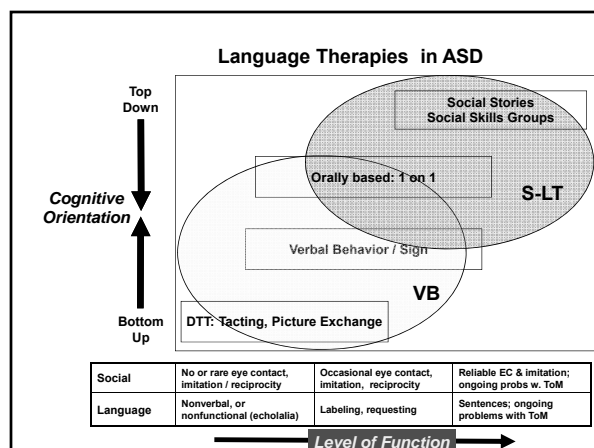 Language Therapies in ASD
Top
Down
Social Stories
Social Skills Groups
Orally based: 1 on 1
S-LT
Cognitive
Orientation
Verbal Behavior / Sign
VB
DTT: Tacting, Picture Exchange
Bottom
Up
Social
No or rare eye contact,
imitation / reciprocity
Occasional eye contact,
imitation, reciprocity
Reliable EC & imitation;
ongoing probs w. ToM
Language
Nonverbal, or
nonfunctional (echolalia)
Labeling, requesting
Sentences; ongoing
problems with ToM
Level of Function